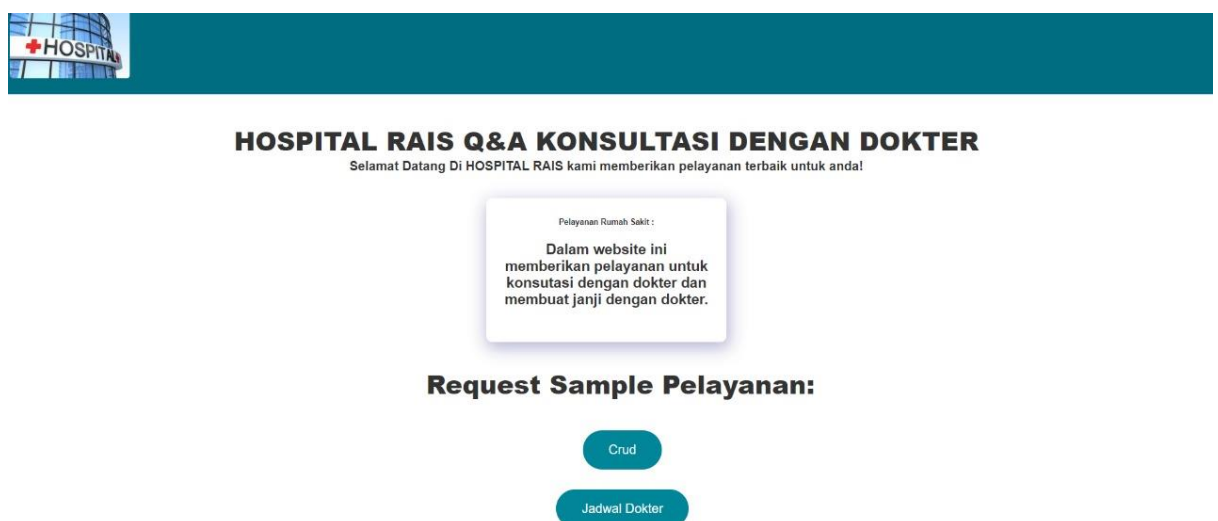 HOSPITAL
HOSPITAL RAIS Q&A KONSULTASI DENGAN DOKTER
Selamat Datang Di HOSPITAL RAIS kami memberikan pelayanan terbaik untuk anda!
Pelayanan Rumah Sakit :
Dalam website ini
memberikan pelayanan untuk
konsutasi dengan dokter dan
membuat janji dengan dokter.
Request Sample Pelayanan:
Crud
Jadwal Dokter